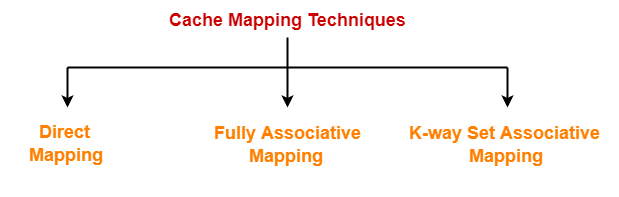 Cache Mapping Techniques
Direct
Mapping
Fully Associative
Mapping
K-way Set Associative
Mapping